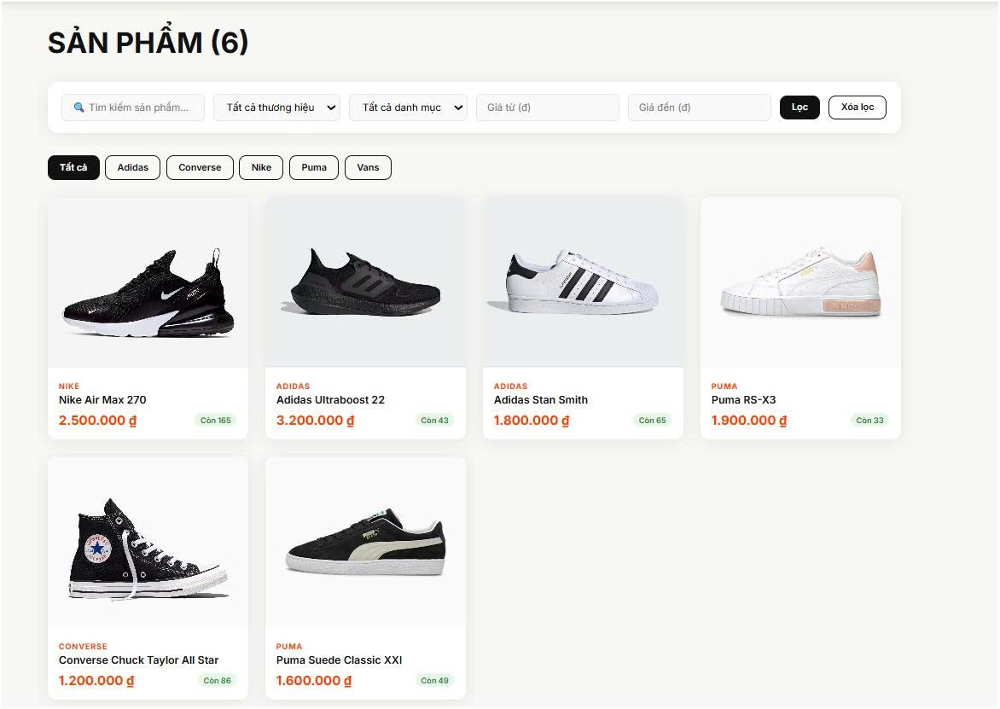 SẢN PHẨM (6)
🔍 Tìm kiếm sản phẩm... Tất cả thương hiệu Tất cả danh mục Giá từ (đ) Giá đến (đ) Lọc Xóa lọc
Tất cả Adidas Converse Nike Puma Vans
NIKE
Nike Air Max 270
2.500.000 ₫ Còn 165
ADIDAS
Adidas Ultraboost 22
3.200.000 ₫ Còn 43
ADIDAS
Adidas Stan Smith
1.800.000 ₫ Còn 65
PUMA
Puma RS-X3
1.900.000 ₫ Còn 33
CONVERSE
Converse Chuck Taylor All Star
1.200.000 ₫ Còn 86
PUMA
Puma Suede Classic XXI
1.600.000 ₫ Còn 49